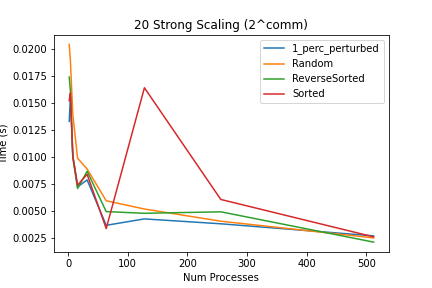 20 Strong Scaling (2^comm)
1_perc_perturbed
Random
ReverseSorted
Sorted
0.0200
0.0175
0.0150
0.0125
0.0100
0.0075
0.0050
0.0025
(s)
0 100 200 300 400 500
Num Processes